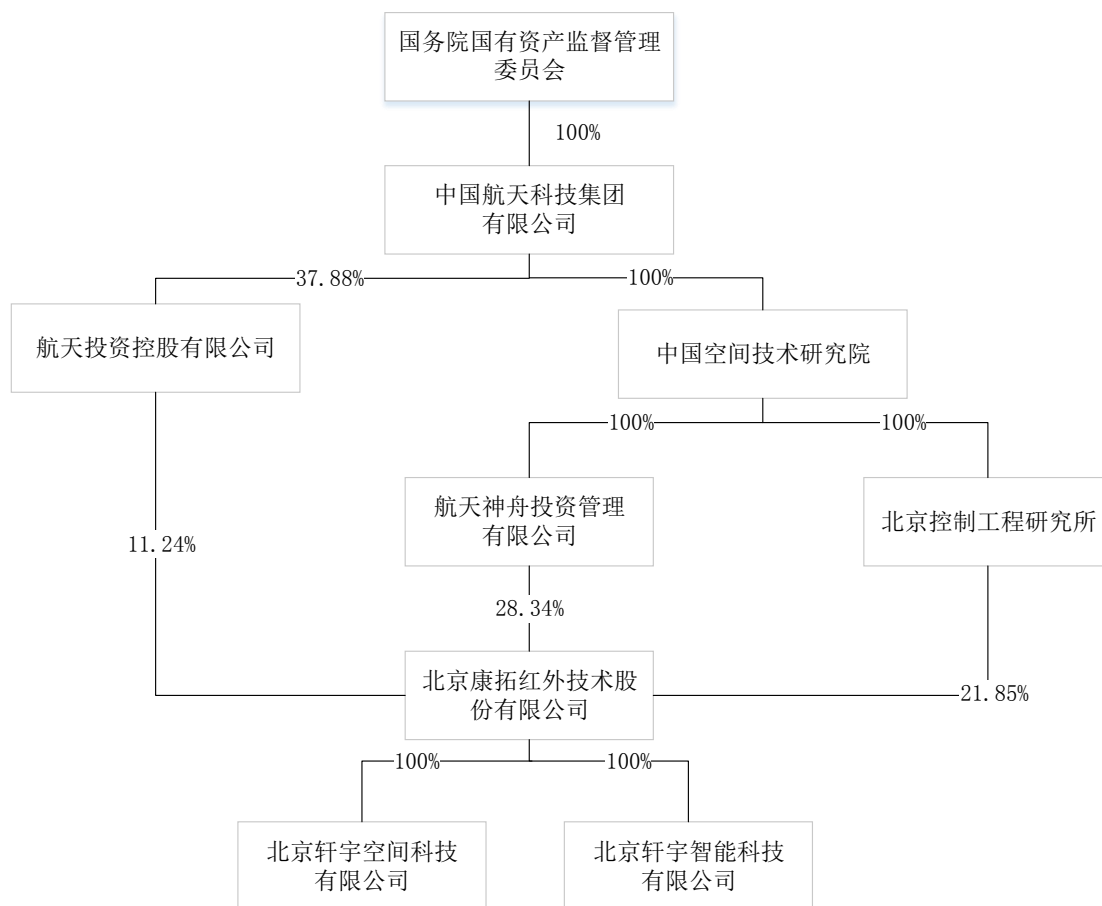 国务院国有资产监督管理
委员会
100%
中国航天科技集团
有限公司
37.88%
100%
航天投资控股有限公司
中国空间技术研究院
100%
100%
航天神舟投资管理
有限公司
北京控制工程研究所
11.24%
28.34%
北京康拓红外技术股
份有限公司
21.85%
100%
100%
北京轩宇空间科技
有限公司
北京轩宇智能科技
有限公司